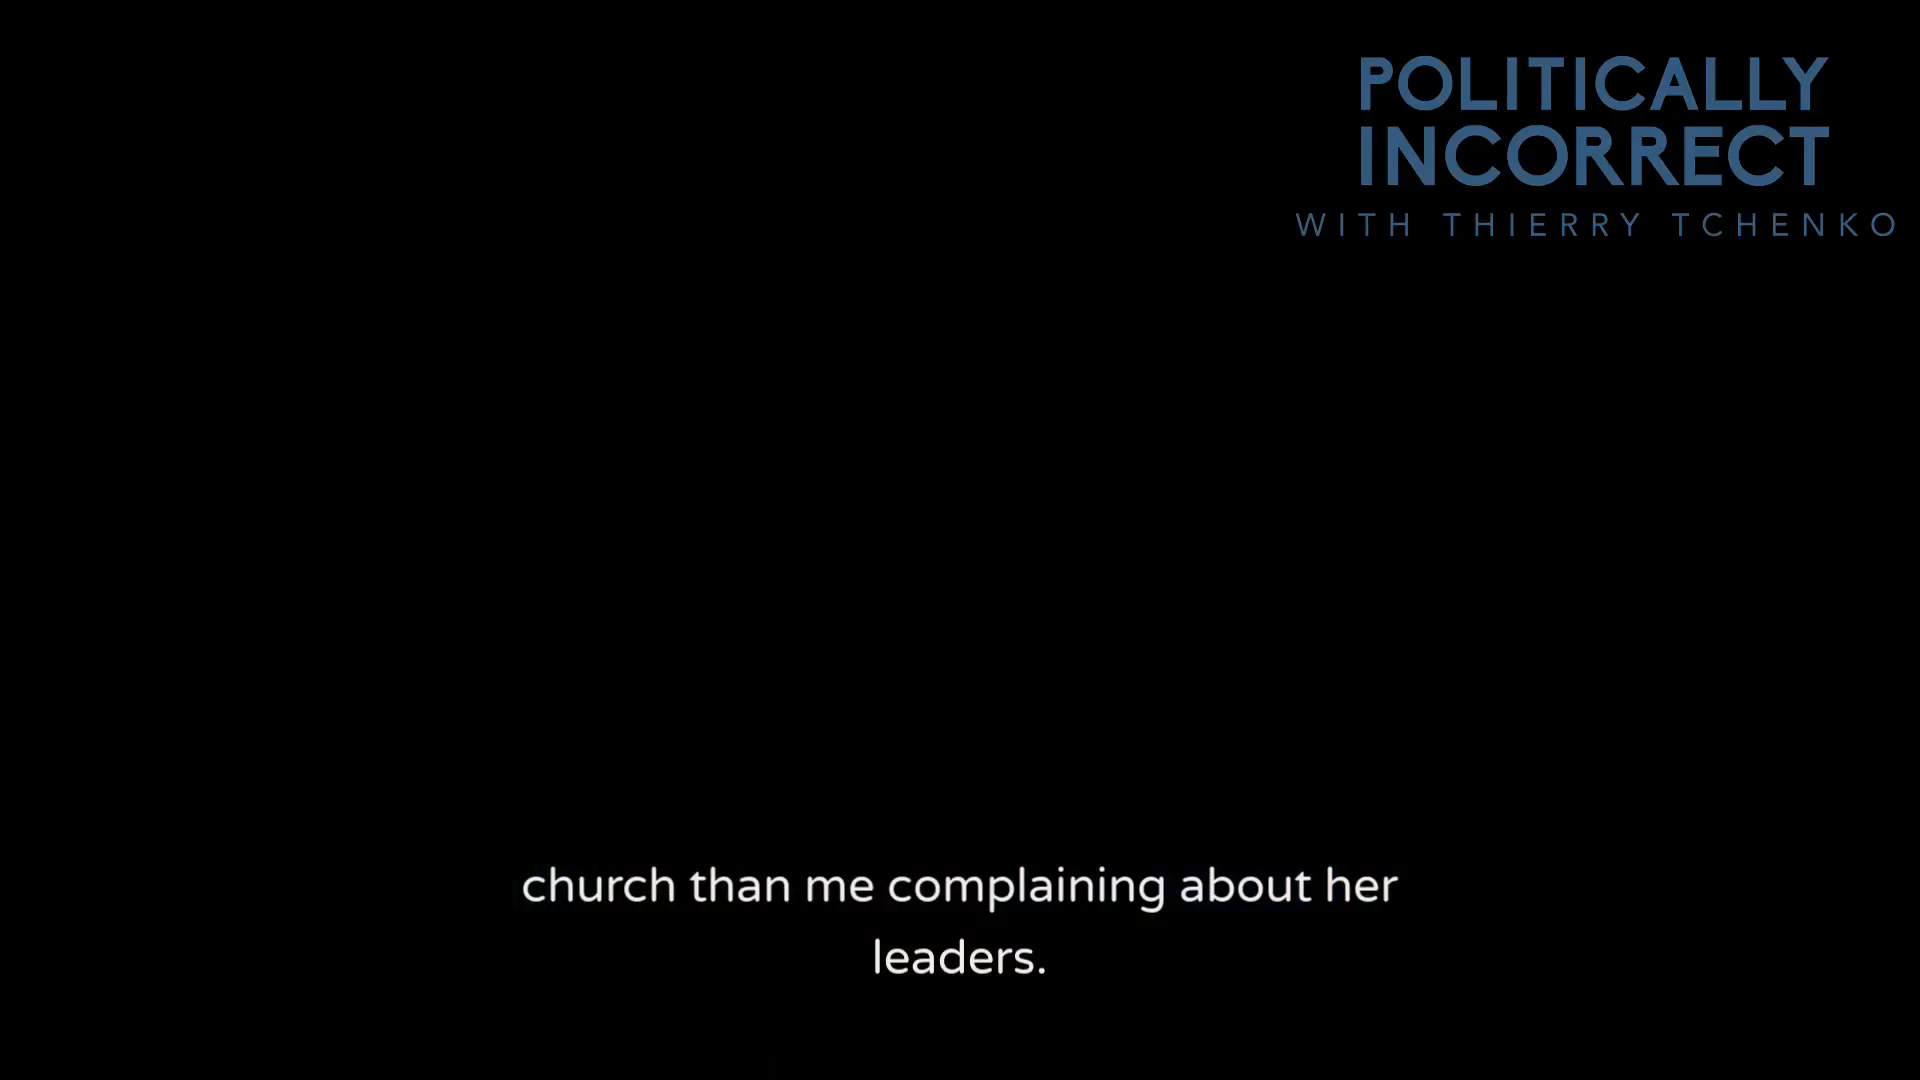 POLITICALLY
INCORRECT
WITH THIERRY TCHENKO
church than me complaining about her
leaders.